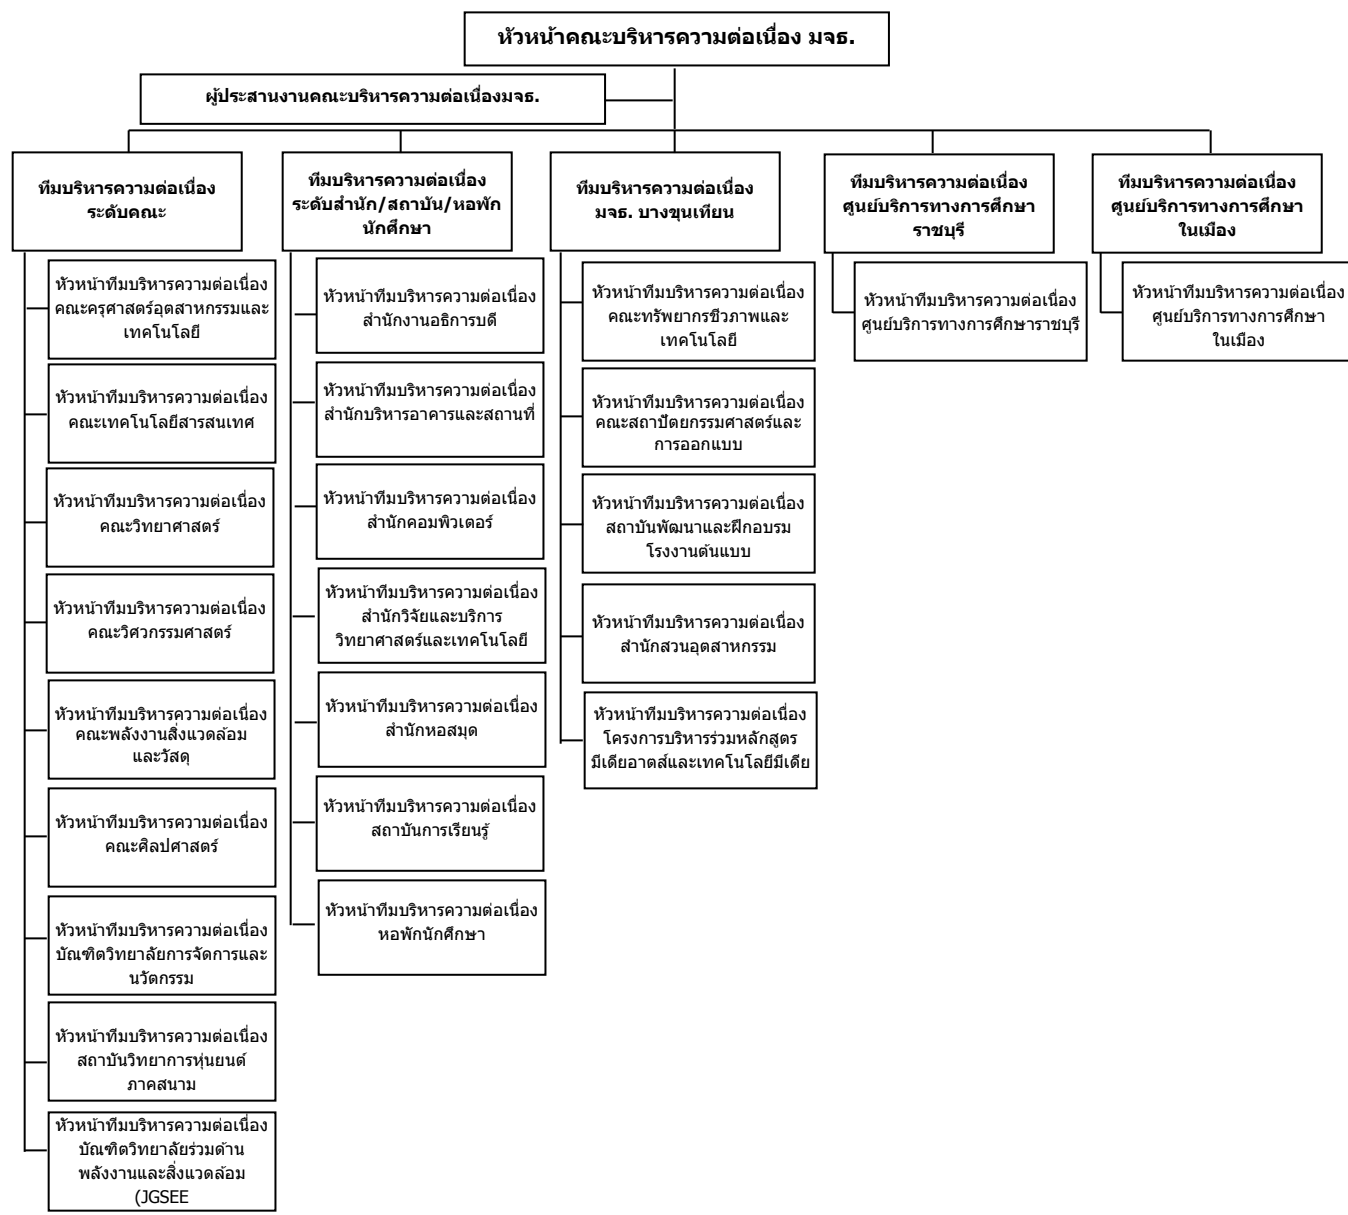 หัวหน้าคณะบริหารความต่อเนื่อง มจธ.
ผู้ประสานงานคณะบริหารความต่อเนื่องมจธ.
ทีมบริหารความต่อเนื่อง
ระดับคณะ
หัวหน้าทีมบริหารความต่อเนื่อง
คณะครุศาสตร์อุตสาหกรรมและ
เทคโนโลยี
หัวหน้าทีมบริหารความต่อเนื่อง
คณะเทคโนโลยีสารสนเทศ
หัวหน้าทีมบริหารความต่อเนื่อง
คณะวิทยาศาสตร์
หัวหน้าทีมบริหารความต่อเนื่อง
คณะวิศวกรรมศาสตร์
หัวหน้าทีมบริหารความต่อเนื่อง
คณะพลังงานสิ่งแวดล้อม
และวัสดุ
หัวหน้าทีมบริหารความต่อเนื่อง
คณะศิลปศาสตร์
หัวหน้าทีมบริหารความต่อเนื่อง
บัณฑิตวิทยาลัยการจัดการและ
นวัตกรรม
หัวหน้าทีมบริหารความต่อเนื่อง
สถาบันวิทยาการหุ่นยนต์
ภาคสนาม
หัวหน้าทีมบริหารความต่อเนื่อง
บัณฑิตวิทยาลัยร่วมด้าน
พลังงานและสิ่งแวดล้อม
(JGSEE
ทีมบริหารความต่อเนื่อง
ระดับสำนัก/สถาบัน/หอพัก
นักศึกษา
หัวหน้าทีมบริหารความต่อเนื่อง
สำนักงานอธิการบดี
หัวหน้าทีมบริหารความต่อเนื่อง
สำนักบริหารอาคารและสถานที่
หัวหน้าทีมบริหารความต่อเนื่อง
สำนักคอมพิวเตอร์
หัวหน้าทีมบริหารความต่อเนื่อง
สำนักวิจัยและบริการ
วิทยาศาสตร์และเทคโนโลยี
หัวหน้าทีมบริหารความต่อเนื่อง
สำนักหอสมุด
หัวหน้าทีมบริหารความต่อเนื่อง
สถาบันการเรียนรู้
หัวหน้าทีมบริหารความต่อเนื่อง
หอพักนักศึกษา
ทีมบริหารความต่อเนื่อง
มจธ. บางขุนเทียน
หัวหน้าทีมบริหารความต่อเนื่อง
คณะทรัพยากรชีวภาพและ
เทคโนโลยี
หัวหน้าทีมบริหารความต่อเนื่อง
คณะสถาปัตยกรรมศาสตร์และ
การออกแบบ
หัวหน้าทีมบริหารความต่อเนื่อง
สถาบันพัฒนาและฝึกอบรม
โรงงานต้นแบบ
หัวหน้าทีมบริหารความต่อเนื่อง
สำนักสวนอุตสาหกรรม
หัวหน้าทีมบริหารความต่อเนื่อง
โครงการบริหารร่วมหลักสูตร
มีเดียอาตส์และเทคโนโลยีมีเดีย
ทีมบริหารความต่อเนื่อง
ศูนย์บริการทางการศึกษา
ราชบุรี
หัวหน้าทีมบริหารความต่อเนื่อง
ศูนย์บริการทางการศึกษาราชบุรี
ทีมบริหารความต่อเนื่อง
ศูนย์บริการทางการศึกษา
ในเมือง
หัวหน้าทีมบริหารความต่อเนื่อง
ศูนย์บริการทางการศึกษา
ในเมือง